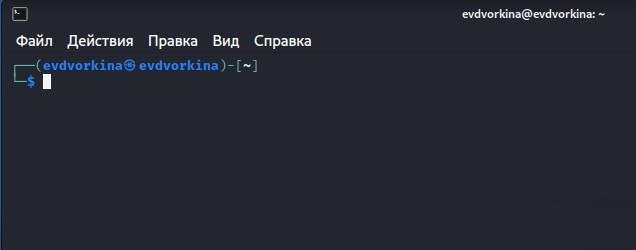 evdvorkina@evdvorkina: ~
Файл Действия Правка Вид Справка
┌──(evdvorkina㉿evdvorkina)-[~]
└─$